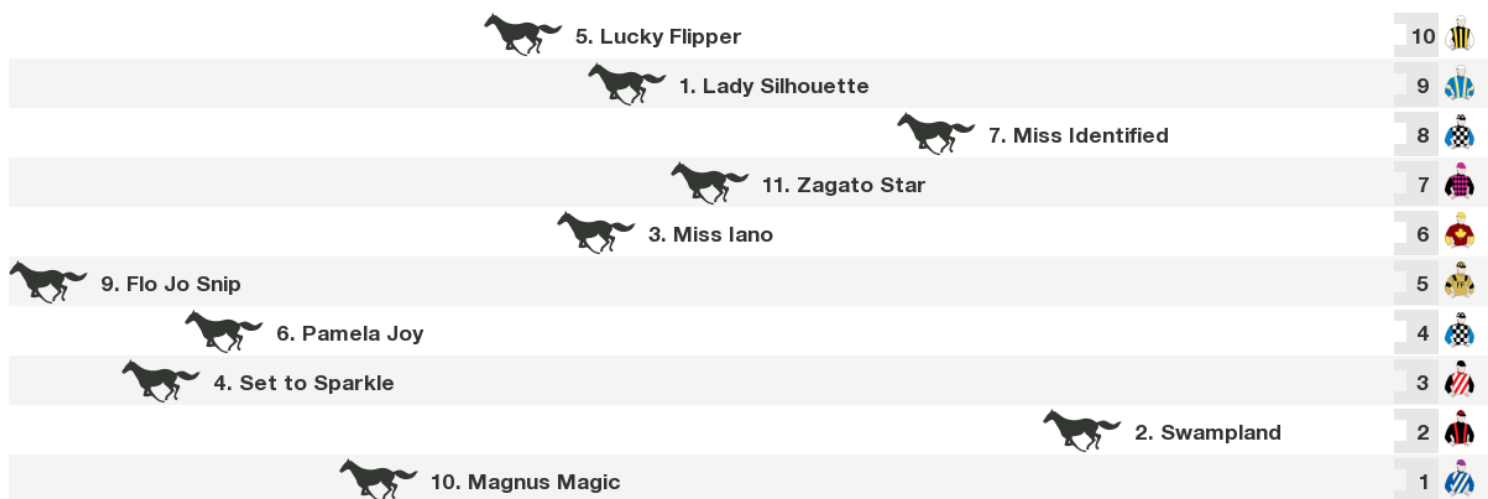 5. Lucky Flipper 10
1. Lady Silhouette 9
7. Miss Identified 8
11. Zagato Star 7
3. Miss Iano 6
9. Flo Jo Snip 5
6. Pamela Joy 4
4. Set to Sparkle 3
2. Swampland 2
10. Magnus Magic 1